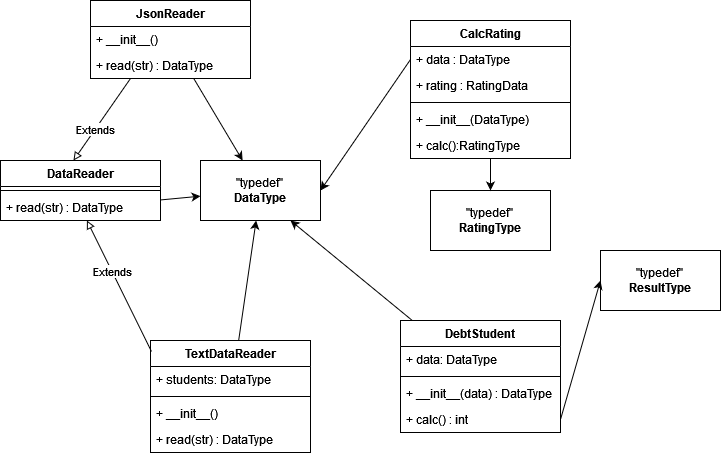 JsonReader
+ __init__()
+ read(str) : DataType
CalcRating
+ data : DataType
+ rating : RatingData
+ __init__(DataType)
+ calc():RatingType
Extends
DataReader
+ read(str) : DataType
"typedef"
DataType
"typedef"
RatingType
Extends
"typedef"
ResultType
TextDataReader
+ students: DataType
+ __init__()
+ read(str) : DataType
DebtStudent
+ data: DataType
+ __init__(data) : DataType
+ calc() : int